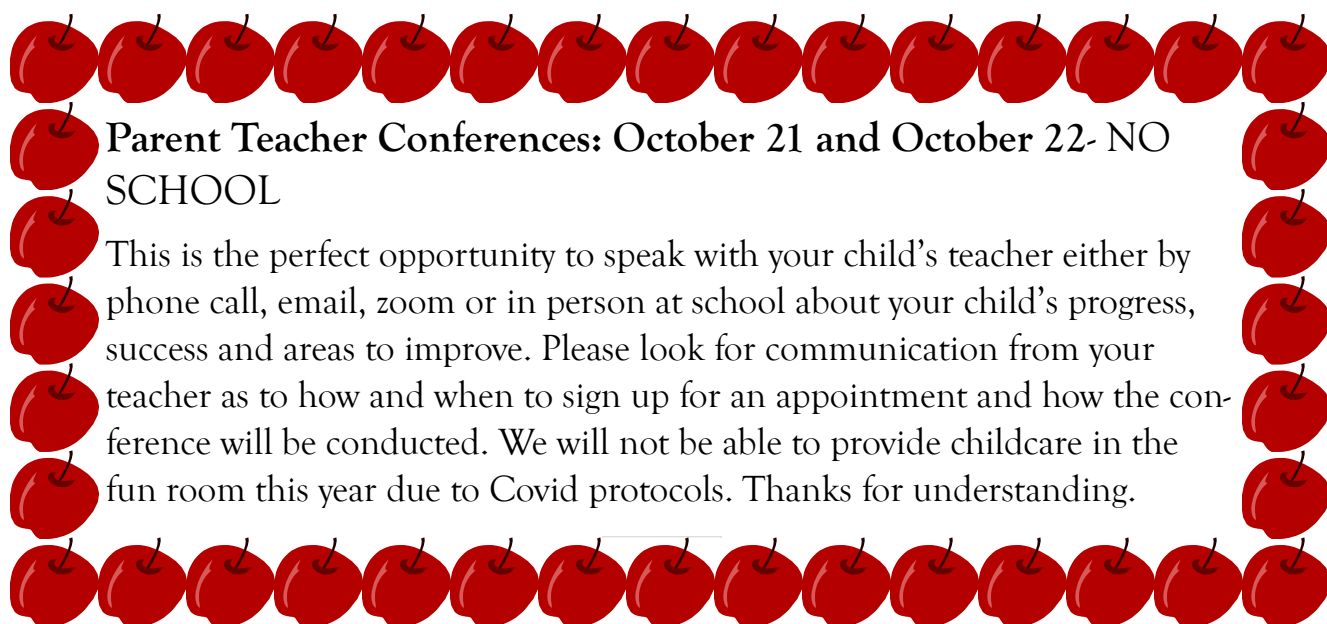 Parent Teacher Conferences: October 21 and October 22- NO
SCHOOL
This is the perfect opportunity to speak with your child’s teacher either by
phone call, email, zoom or in person at school about your child’s progress,
success and areas to improve. Please look for communication from your
teacher as to how and when to sign up for an appointment and how the con-
ference will be conducted. We will not be able to provide childcare in the
fun room this year due to Covid protocols. Thanks for understanding.